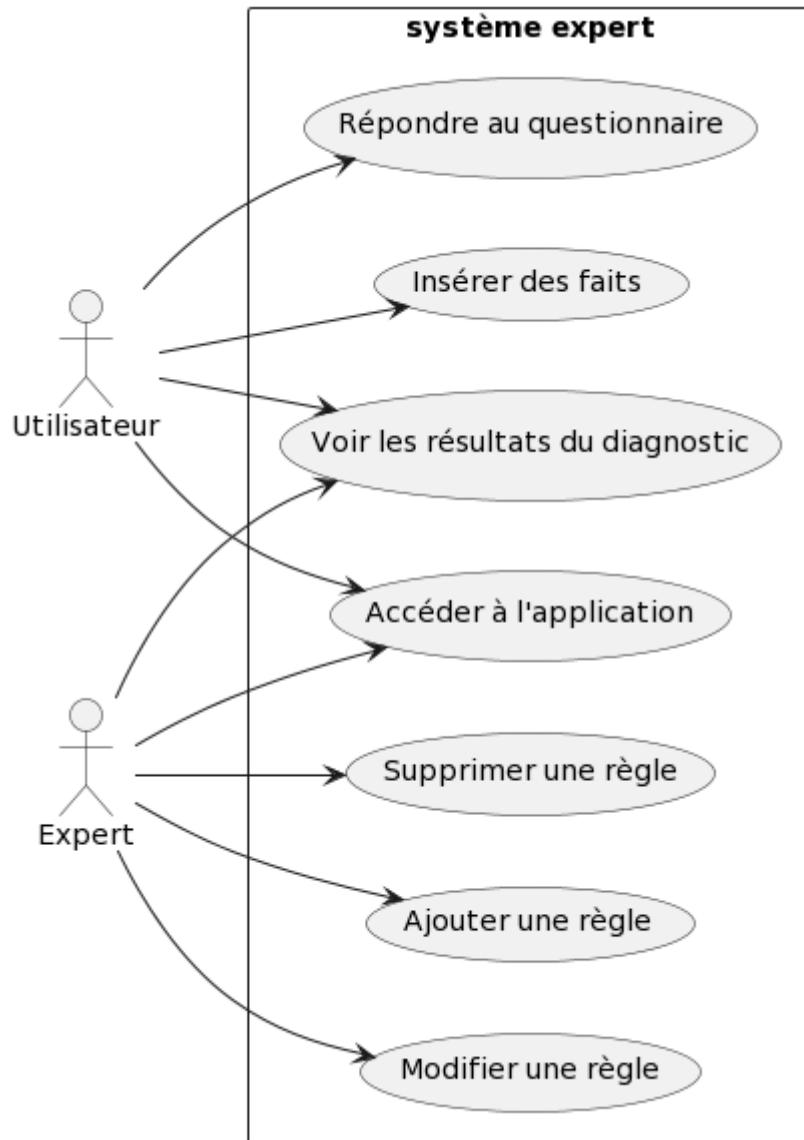 système expert
Répondre au questionnaire
Insérer des faits
Utilisateur
Voir les résultats du diagnostic
Accéder à l'application
Supprimer une règle
Expert
Ajouter une règle
Modifier une règle